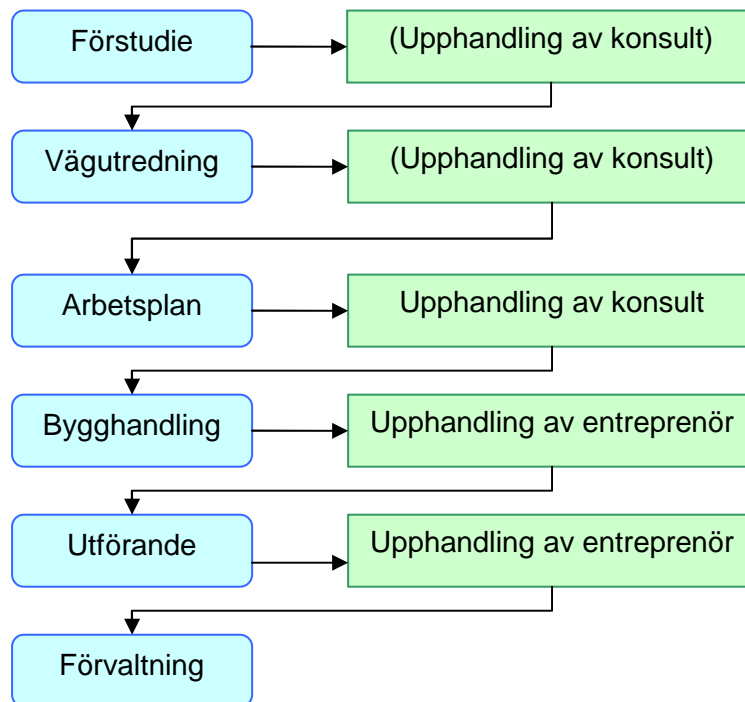 Förstudie
(Upphandling av konsult)
Vägutredning
(Upphandling av konsult)
Arbetsplan
Upphandling av konsult
Bygghandling
Upphandling av entreprenör
Utförande
Upphandling av entreprenör
Förvaltning